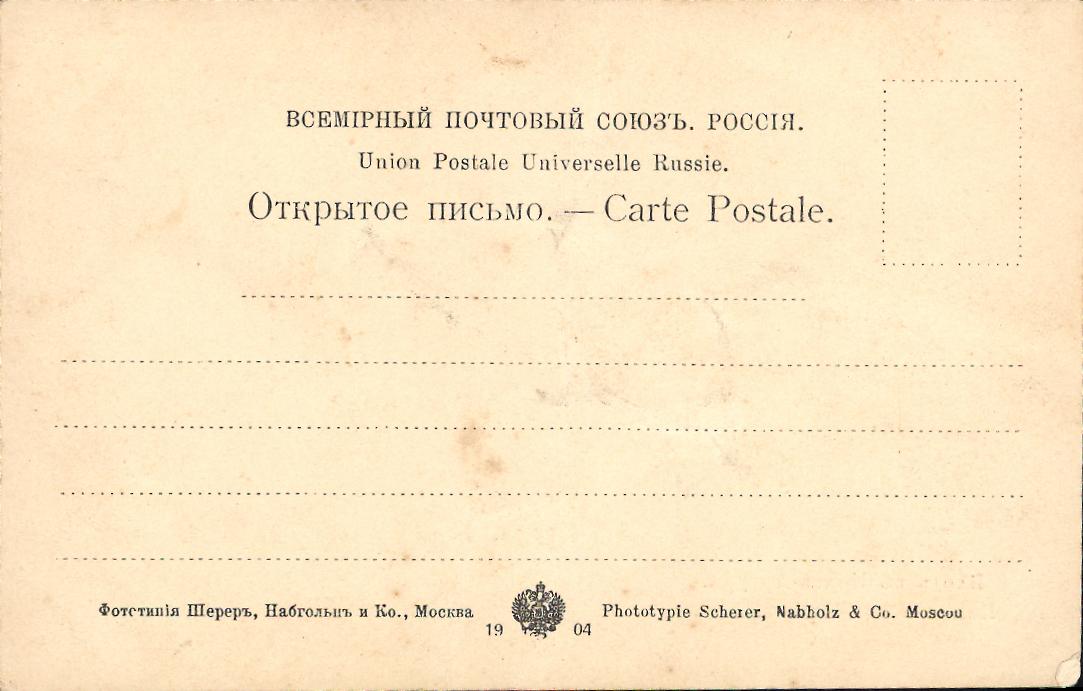 ВСЕМІРНЫЙ ПОЧТОВЫЙ СОЮЗЪ. РОССІЯ.
Union Postale Universelle Russie.
Открытое письмо. — Carte Postale.
Фототипія Шереръ, Набгольцъ и Ко., Москва
Phototypie Scherer, Nabholz & Co. Moscou
19 04